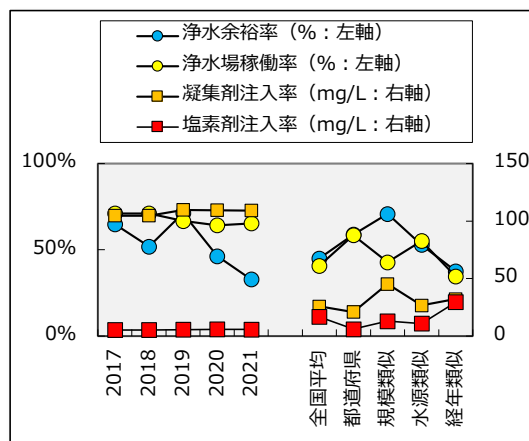 浄水余裕率（%：左軸）
浄水場稼働率（%：左軸）
凝集剤注入率（mg/L：右軸）
塩素剤注入率（mg/L：右軸）
100%
50%
0%
150
100
50
0
2017
2018
2019
2020
2021
全国平均
都道府県
規模類似
水源類似
経年類似